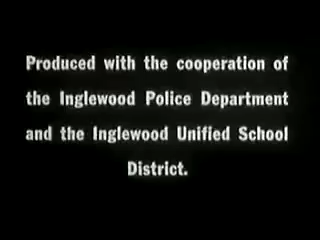 Produced with the cooperation of
the Inglewood Police Department
and the Inglewood Unified School
District.